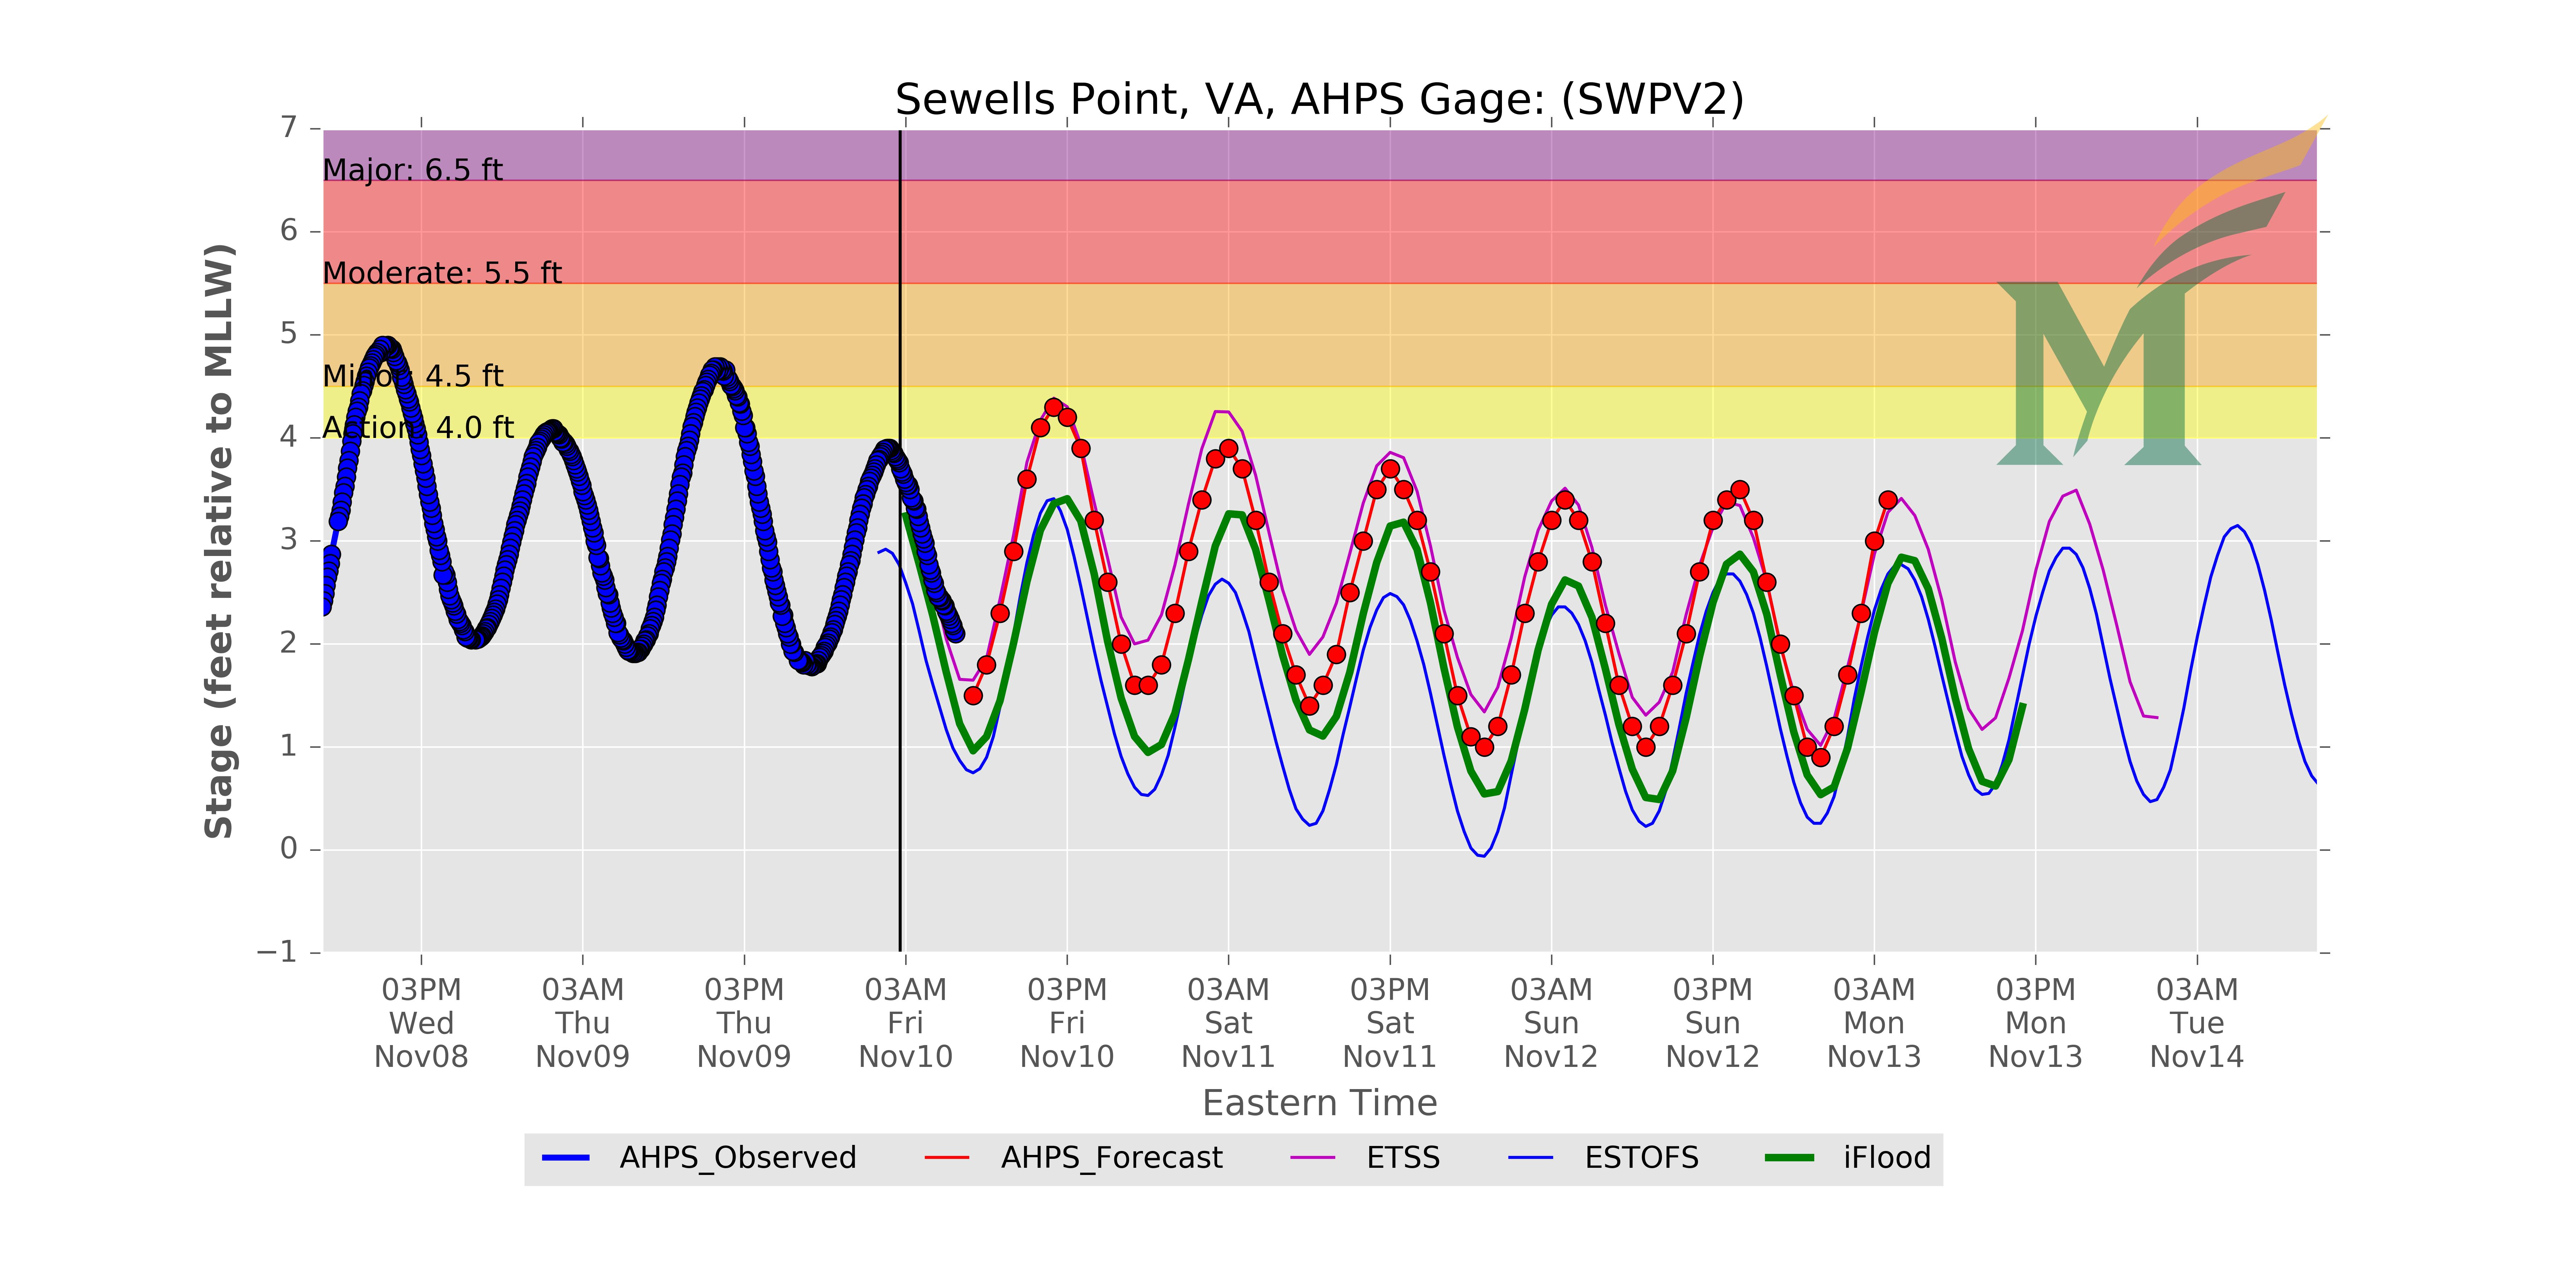 Sewells Point, VA, AHPS Gage: (SWPV2)
7
6
5
4
3
2
1
0
−1
Stage (feet relative to MLLW)
Major: 6.5 ft
Moderate: 5.5 ft
Minor: 4.5 ft
Action: 4.0 ft
M
03PM Wed Nov08
03AM Thu Nov09
03PM Thu Nov09
03AM Fri Nov10
03PM Fri Nov10
03AM Sat Nov11
03PM Sat Nov11
03AM Sun Nov12
03PM Sun Nov12
03AM Mon Nov13
03PM Mon Nov13
03AM Tue Nov14
Eastern Time
AHPS_Observed AHPS_Forecast ETSS ESTOFS iFlood